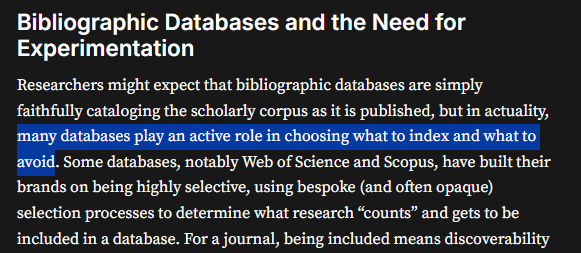 Bibliographic Databases and the Need for
Experimentation
Researchers might expect that bibliographic databases are simply
faithfully cataloging the scholarly corpus as it is published, but in actuality,
many databases play an active role in choosing what to index and what to
avoid. Some databases, notably Web of Science and Scopus, have built their
brands on being highly selective, using bespoke (and often opaque)
selection processes to determine what research “counts” and gets to be
included in a database. For a journal, being included means discoverability